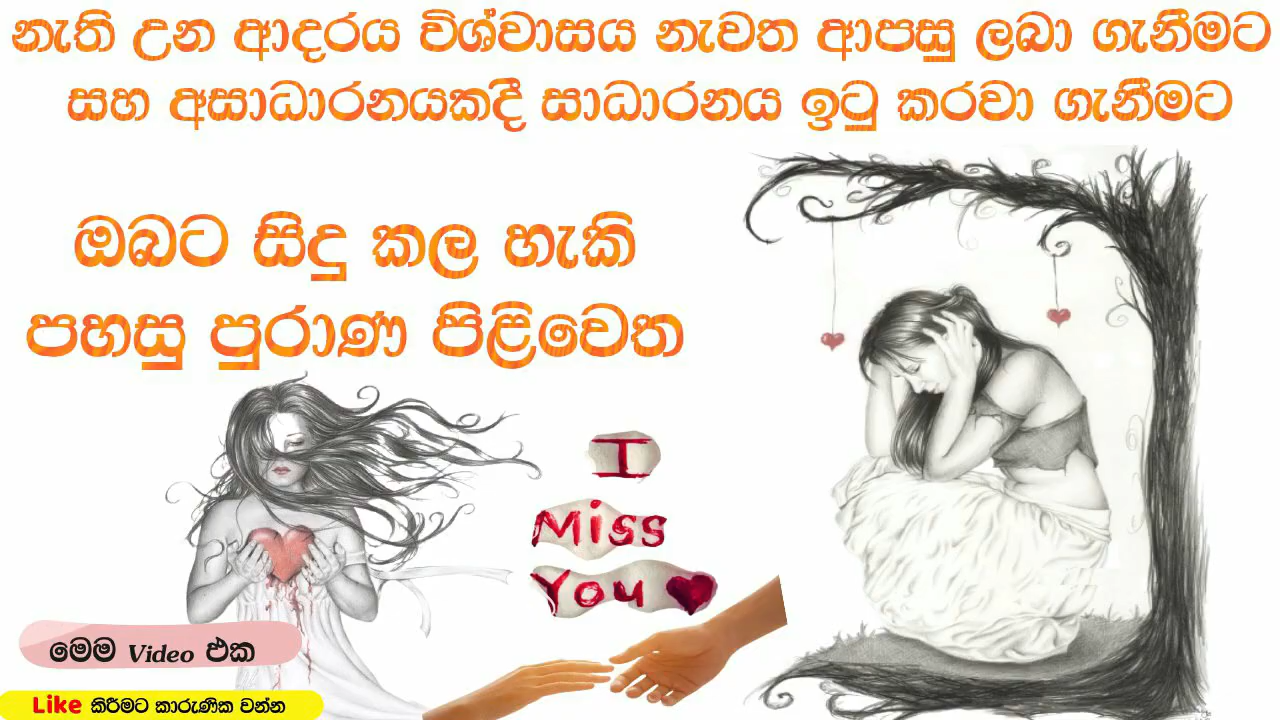 නැති උන ආදරය විශ්වාසය නැවත ආපසු ලබා ගැනීමට
සහ අසාධාරනයකදී සාධාරනය ඉටු කරවා ගැනීමට
ඔබට සිදු කල හැකි
පහසු පුරාණ පිළිවෙත
I
Miss
You
මෙම Video එක
Like කිරීමට කාරුණික වන්න